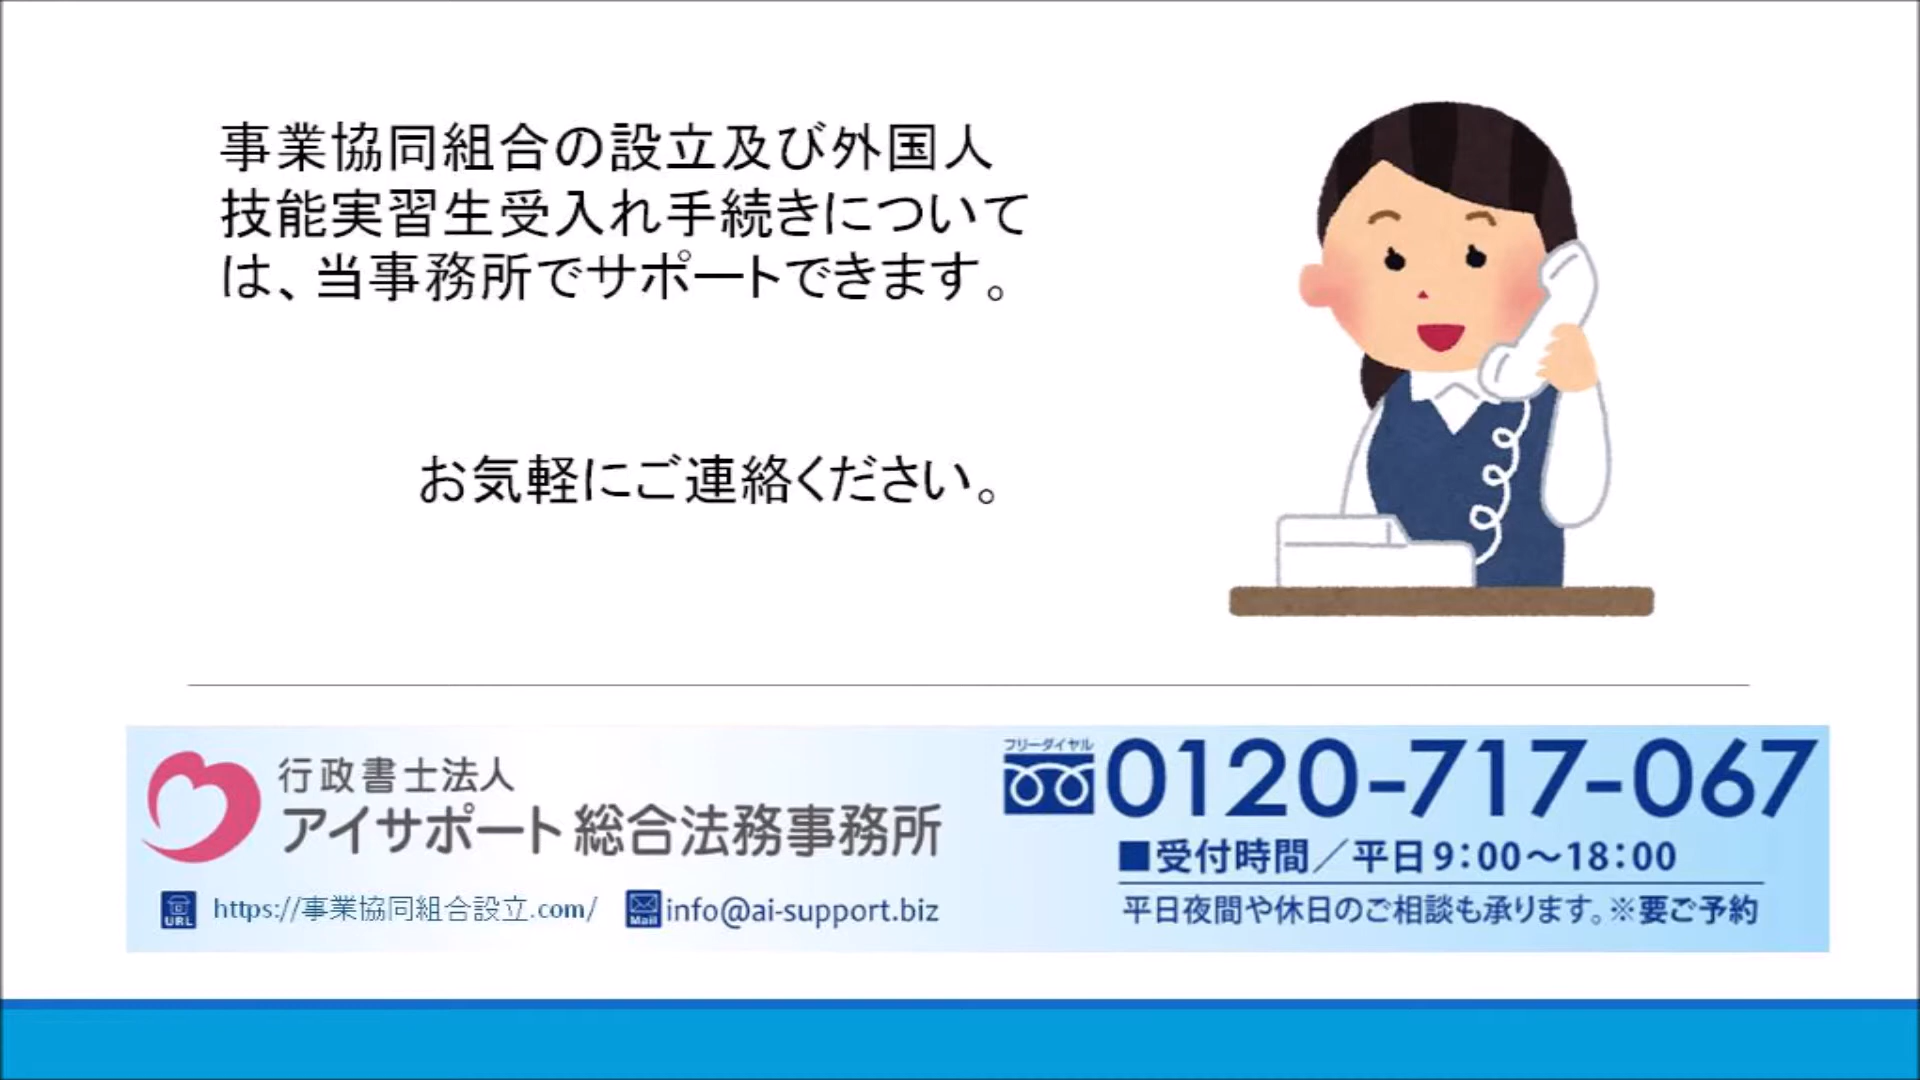 事業協同組合の設立及び外国人
技能実習生受入れ手続きについて
は、当事務所でサポートできます。
お気軽にご連絡ください。
行政書士法人
アイサポート総合法務事務所
URL https://事業協同組合設立.com/ Mail info@ai-support.biz
フリーダイヤル
0120-717-067
■受付時間／平日9:00～18:00
平日夜間や休日のご相談も承ります。※要ご予約